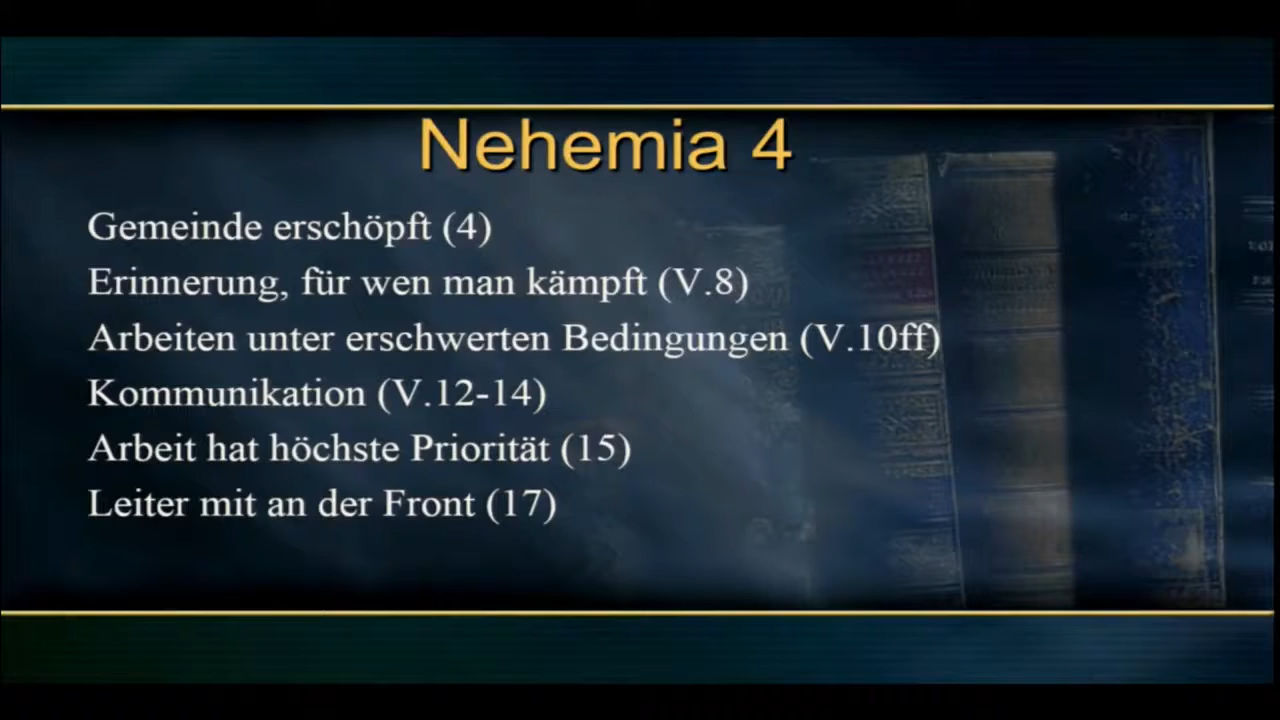 Nehemia 4
Gemeinde erschöpft (4)
Erinnerung, für wen man kämpft (V.8)
Arbeiten unter erschwerten Bedingungen (V.10ff)
Kommunikation (V.12-14)
Arbeit hat höchste Priorität (15)
Leiter mit an der Front (17)